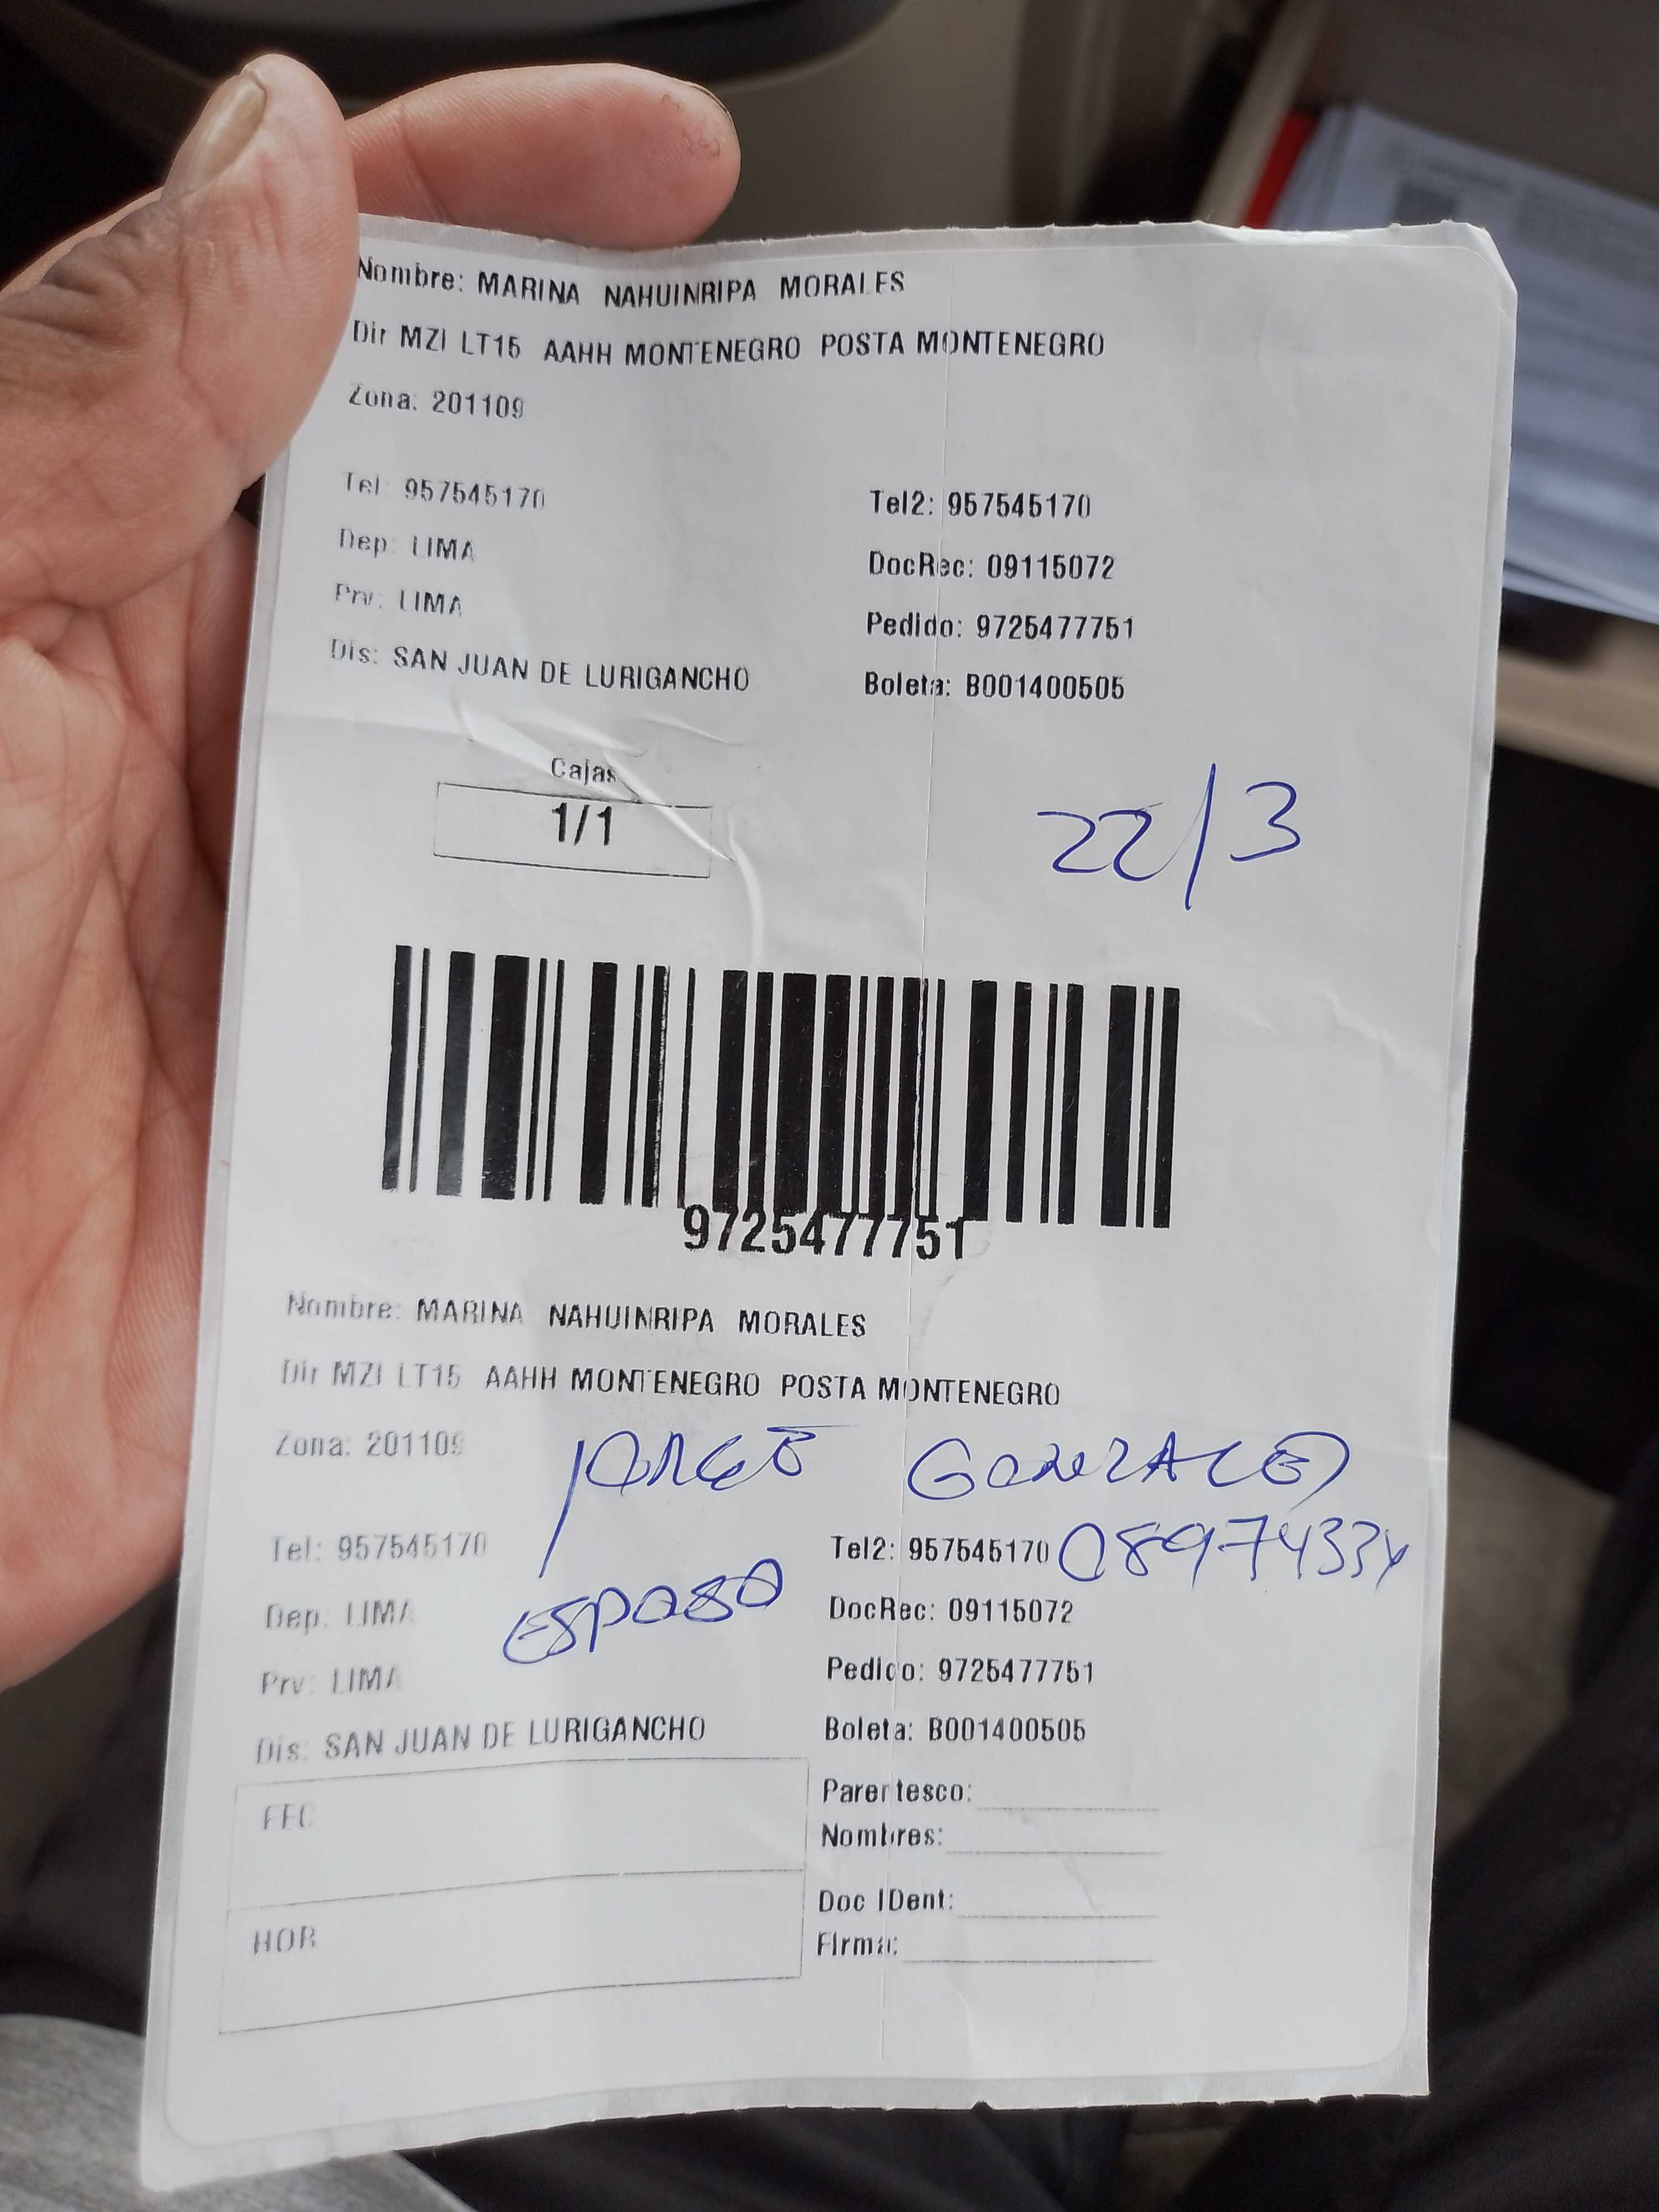 Nombre: MARINA NAHUINRIPA MORALES
Dir MZI LT15 AAHH MONTENEGRO POSTA MONTENEGRO
Zona: 201109
Tel: 957545170 Tel2: 957545170
Dep: LIMA DocRec: 09115072
Prv: LIMA Pedido: 9725477751
Dis: SAN JUAN DE LURIGANCHO Boleta: B001400505
Cajas
1/1
22/3
9725477751
Nombre: MARINA NAHUINRIPA MORALES
Dir MZI LT15 AAHH MONTENEGRO POSTA MONTENEGRO
Zona: 201109 JORGE GONZALES
Tel: 957545170 Tel2: 957545170 08974334
Dep: LIMA ESPOSO DocRec: 09115072
Prv: LIMA Pedido: 9725477751
Dis: SAN JUAN DE LURIGANCHO Boleta: B001400505
Parentesco:
FEC
Nombres:
Doc IDent:
HOR
Firma: